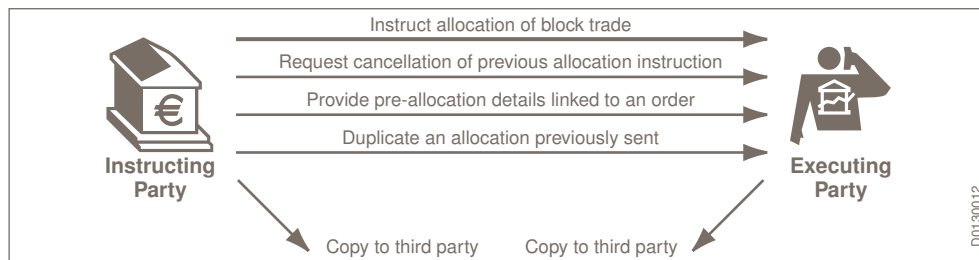 Instruct allocation of block trade
Request cancellation of previous allocation instruction
Provide pre-allocation details linked to an order
Duplicate an allocation previously sent
€
Instructing
Party
Executing
Party
Copy to third party
Copy to third party
D0130012